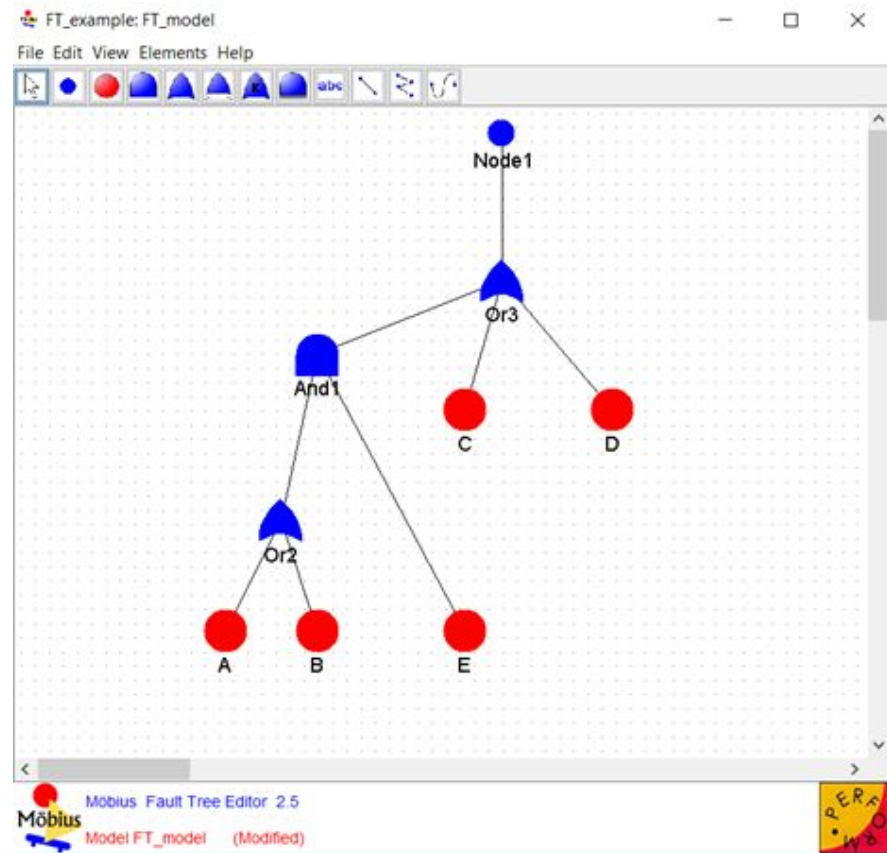 FT_example: FT_model
File Edit View Elements Help
K abc
Node1
Or3
And1
C D
Or2
A B E
Möbius Fault Tree Editor 2.5
Möbius
Model FT_model (Modified)
PERFORM